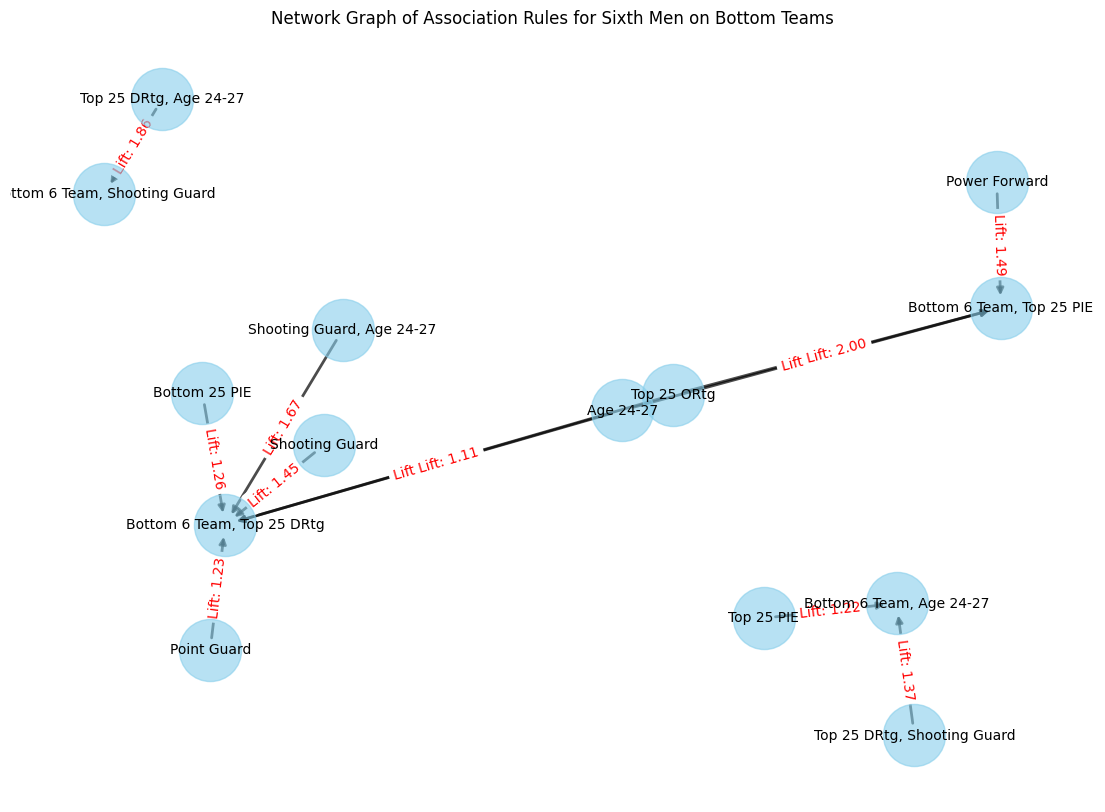 Network Graph of Association Rules for Sixth Men on Bottom Teams
Top 25 DRtg, Age 24-27
Lift: 1.86
ttom 6 Team, Shooting Guard
Power Forward
Lift: 1.49
Bottom 6 Team, Top 25 PIE
Shooting Guard, Age 24-27
Lift Lift: 2.00
Bottom 25 PIE
Top 25 ORtg
Age 24-27
Lift: 1.67
Shooting Guard
Lift: 1.26
Lift Lift: 1.11
Lift: 1.45
Bottom 6 Team, Top 25 DRtg
Lift: 1.23
Point Guard
Bottom 6 Team, Age 24-27
Lift: 1.22
Top 25 PIE
Lift: 1.37
Top 25 DRtg, Shooting Guard